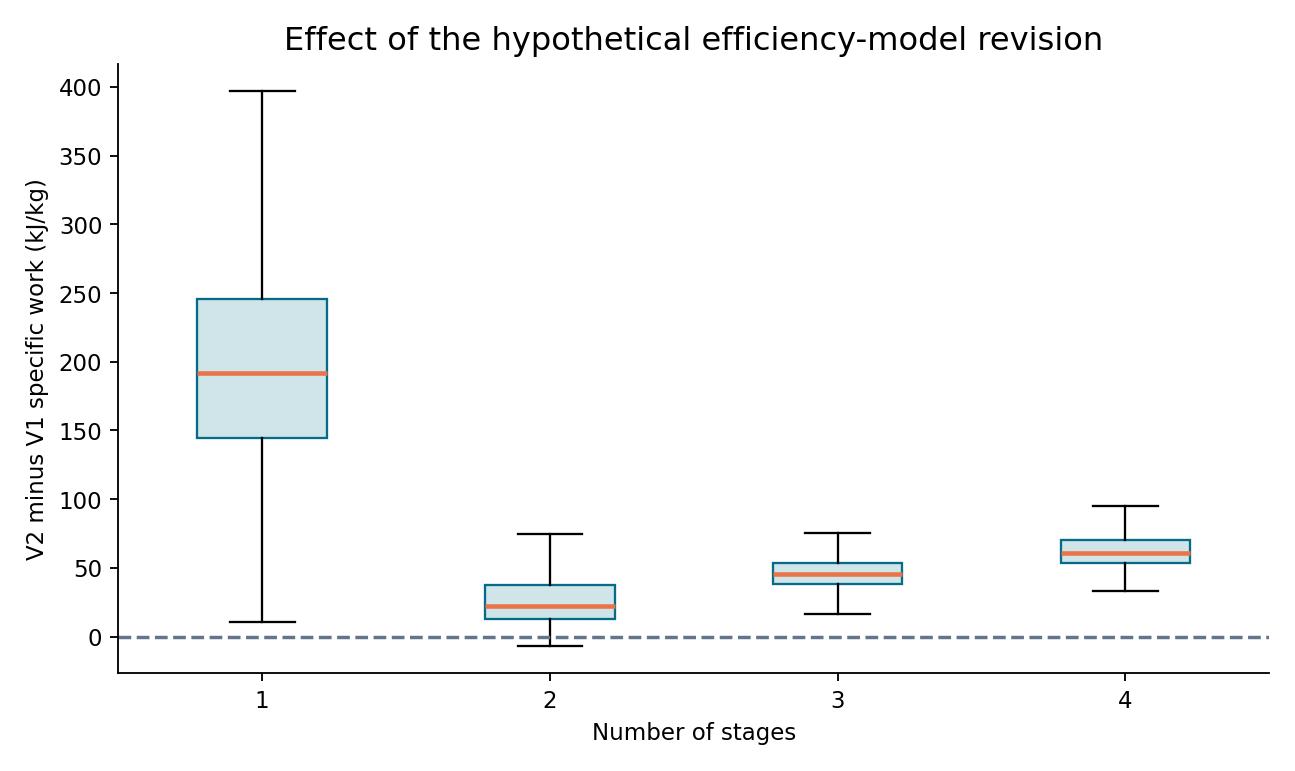 Effect of the hypothetical efficiency-model revision
V2 minus V1 specific work (kJ/kg)
400
350
300
250
200
150
100
50
0
1 2 3 4
Number of stages